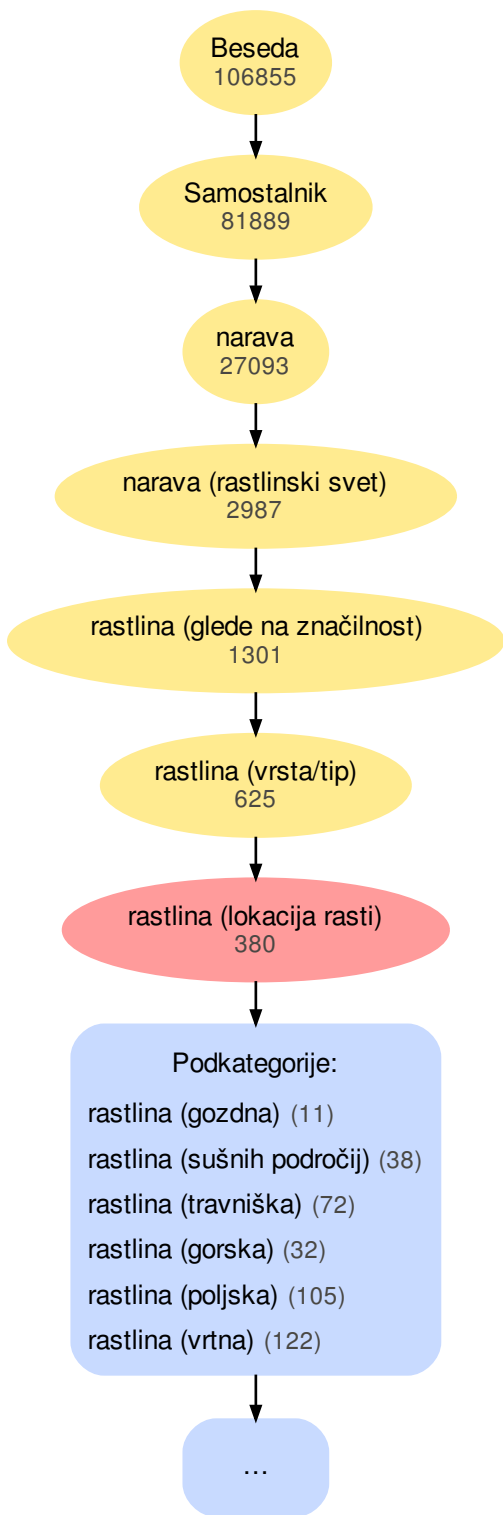 Beseda
106855
Samostalnik
81889
narava
27093
narava (rastlinski svet)
2987
rastlina (glede na značilnost)
1301
rastlina (vrsta/tip)
625
rastlina (lokacija rasti)
380
Podkategorije:
rastlina (gozdna) (11)
rastlina (sušnih področij) (38)
rastlina (travniška) (72)
rastlina (gorska) (32)
rastlina (poljska) (105)
rastlina (vrtna) (122)
...